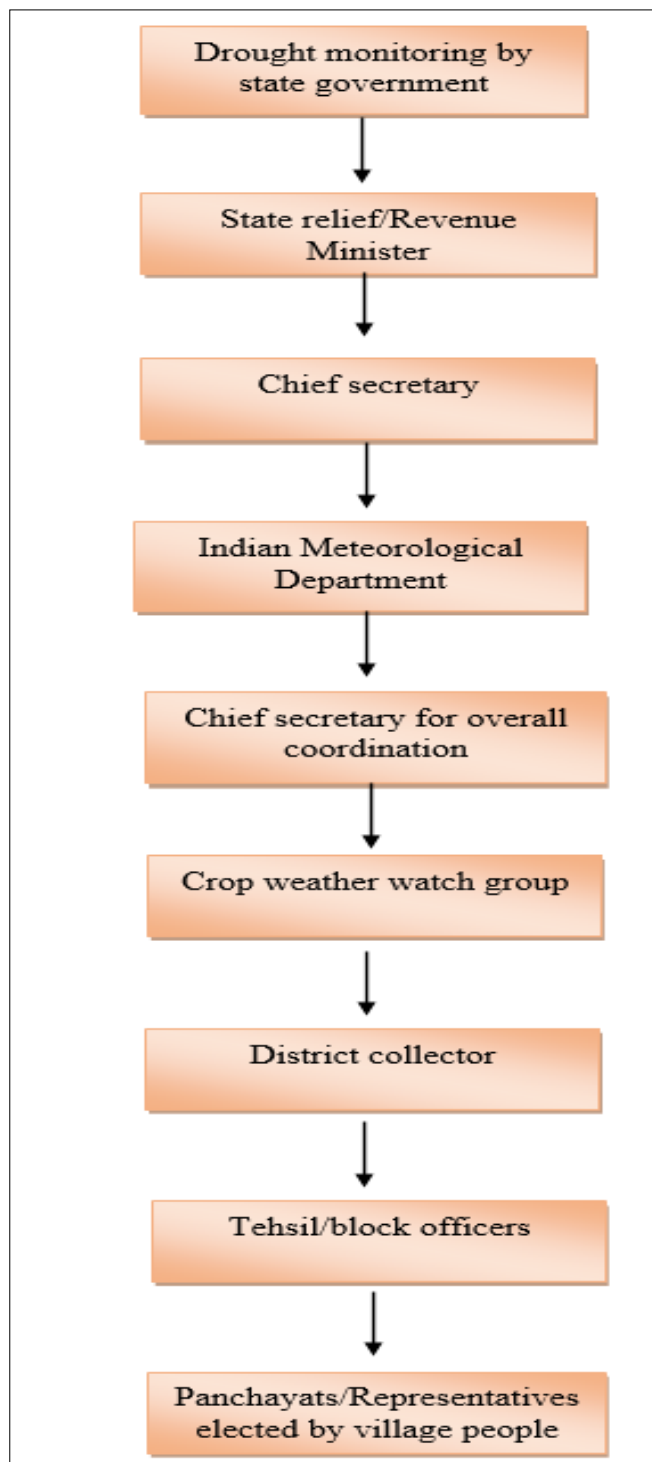 Drought monitoring by
state government
State relief/Revenue
Minister
Chief secretary
Indian Meteorological
Department
Chief secretary for overall
coordination
Crop weather watch group
District collector
Tehsil/block officers
Panchayats/Representatives
elected by village people